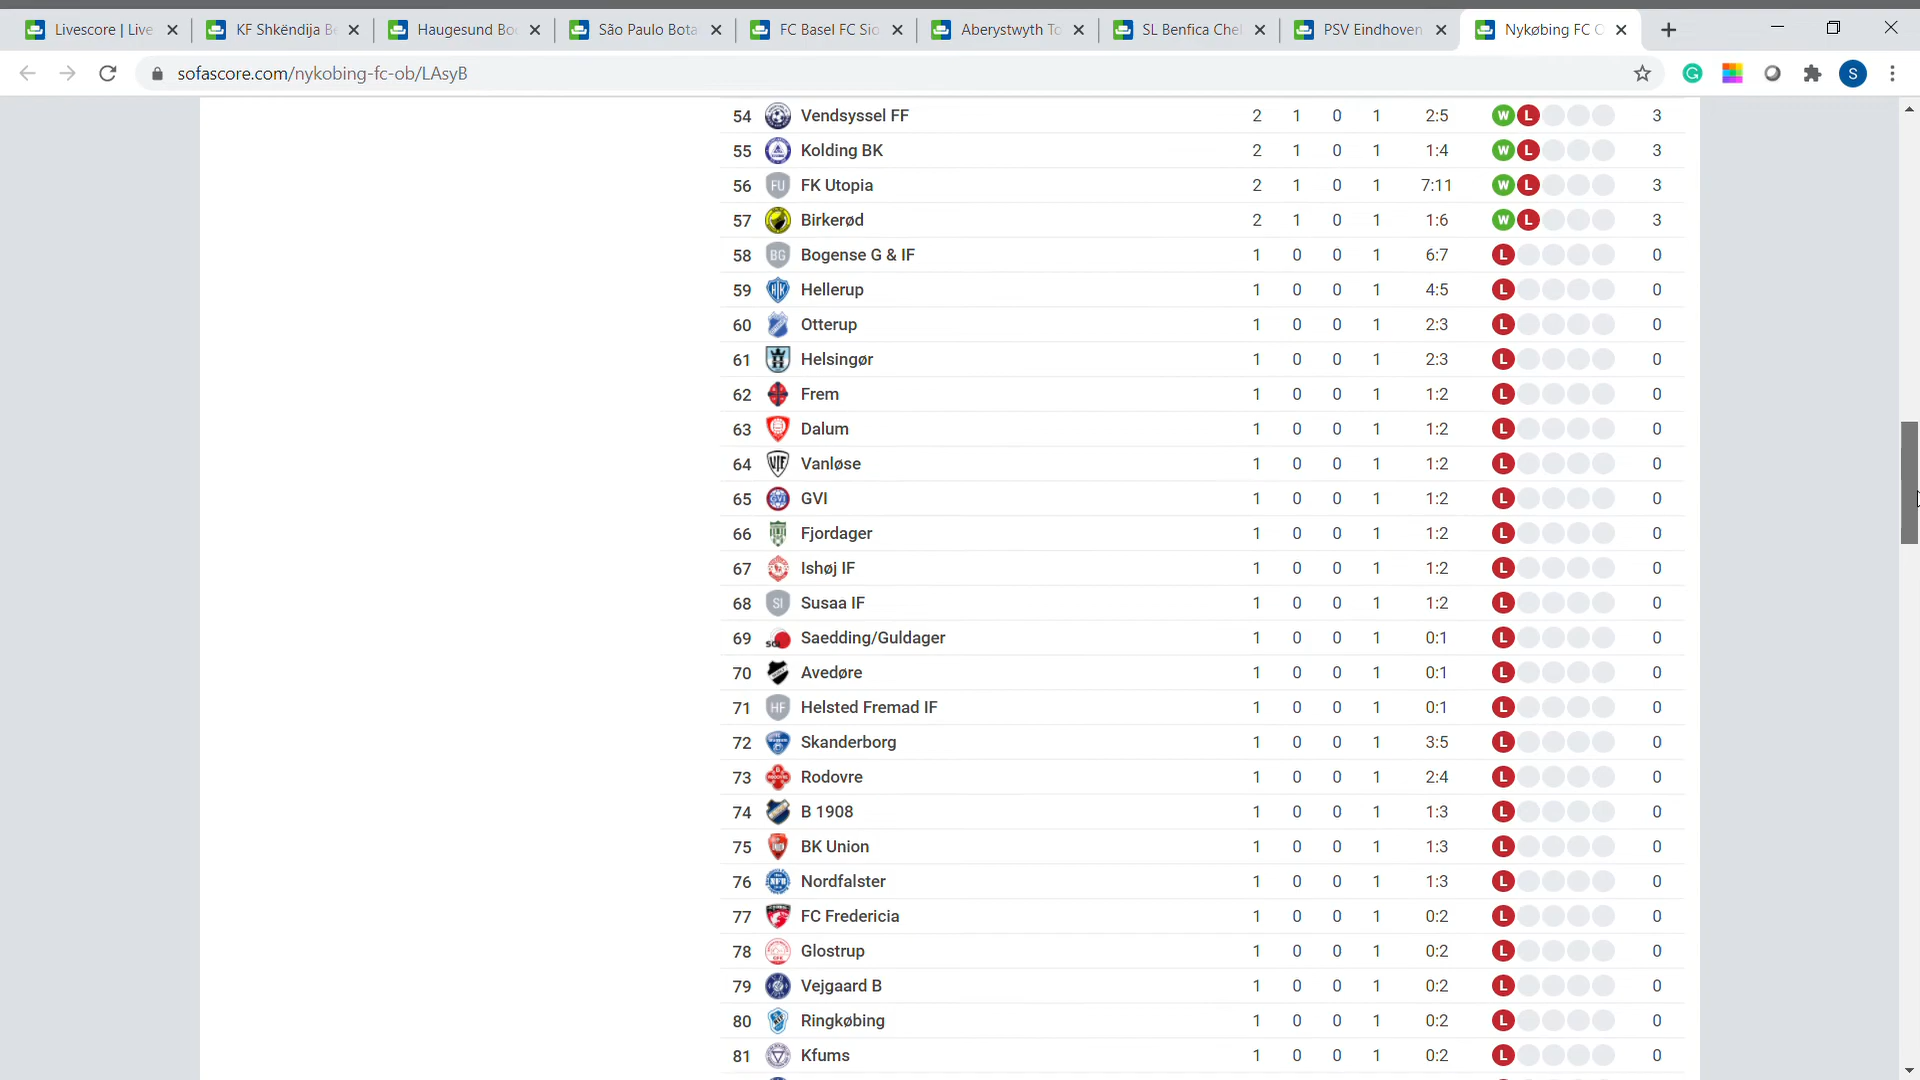 Livescore | Live
KF Shkëndija Be
Haugesund Boo
São Paulo Bota
FC Basel FC Sio
Aberystwyth To
SL Benfica Chel
PSV Eindhoven
Nykøbing FC O
sofascore.com/nykobing-fc-ob/LAsyB
S
54 Vendsyssel FF 2 1 0 1 2:5 W L 3
55 Kolding BK 2 1 0 1 1:4 W L 3
56 FU FK Utopia 2 1 0 1 7:11 W L 3
57 Birkerød 2 1 0 1 1:6 W L 3
58 BG Bogense G & IF 1 0 0 1 6:7 L 0
59 Hellerup 1 0 0 1 4:5 L 0
60 Otterup 1 0 0 1 2:3 L 0
61 Helsingør 1 0 0 1 2:3 L 0
62 Frem 1 0 0 1 1:2 L 0
63 Dalum 1 0 0 1 1:2 L 0
64 Vanløse 1 0 0 1 1:2 L 0
65 GVI 1 0 0 1 1:2 L 0
66 Fjordager 1 0 0 1 1:2 L 0
67 Ishøj IF 1 0 0 1 1:2 L 0
68 SI Susaa IF 1 0 0 1 1:2 L 0
69 Saedding/Guldager 1 0 0 1 0:1 L 0
70 Avedøre 1 0 0 1 0:1 L 0
71 HF Helsted Fremad IF 1 0 0 1 0:1 L 0
72 Skanderborg 1 0 0 1 3:5 L 0
73 Rodovre 1 0 0 1 2:4 L 0
74 B 1908 1 0 0 1 1:3 L 0
75 BK Union 1 0 0 1 1:3 L 0
76 Nordfalster 1 0 0 1 1:3 L 0
77 FC Fredericia 1 0 0 1 0:2 L 0
78 Glostrup 1 0 0 1 0:2 L 0
79 Vejgaard B 1 0 0 1 0:2 L 0
80 Ringkøbing 1 0 0 1 0:2 L 0
81 Kfums 1 0 0 1 0:2 L 0